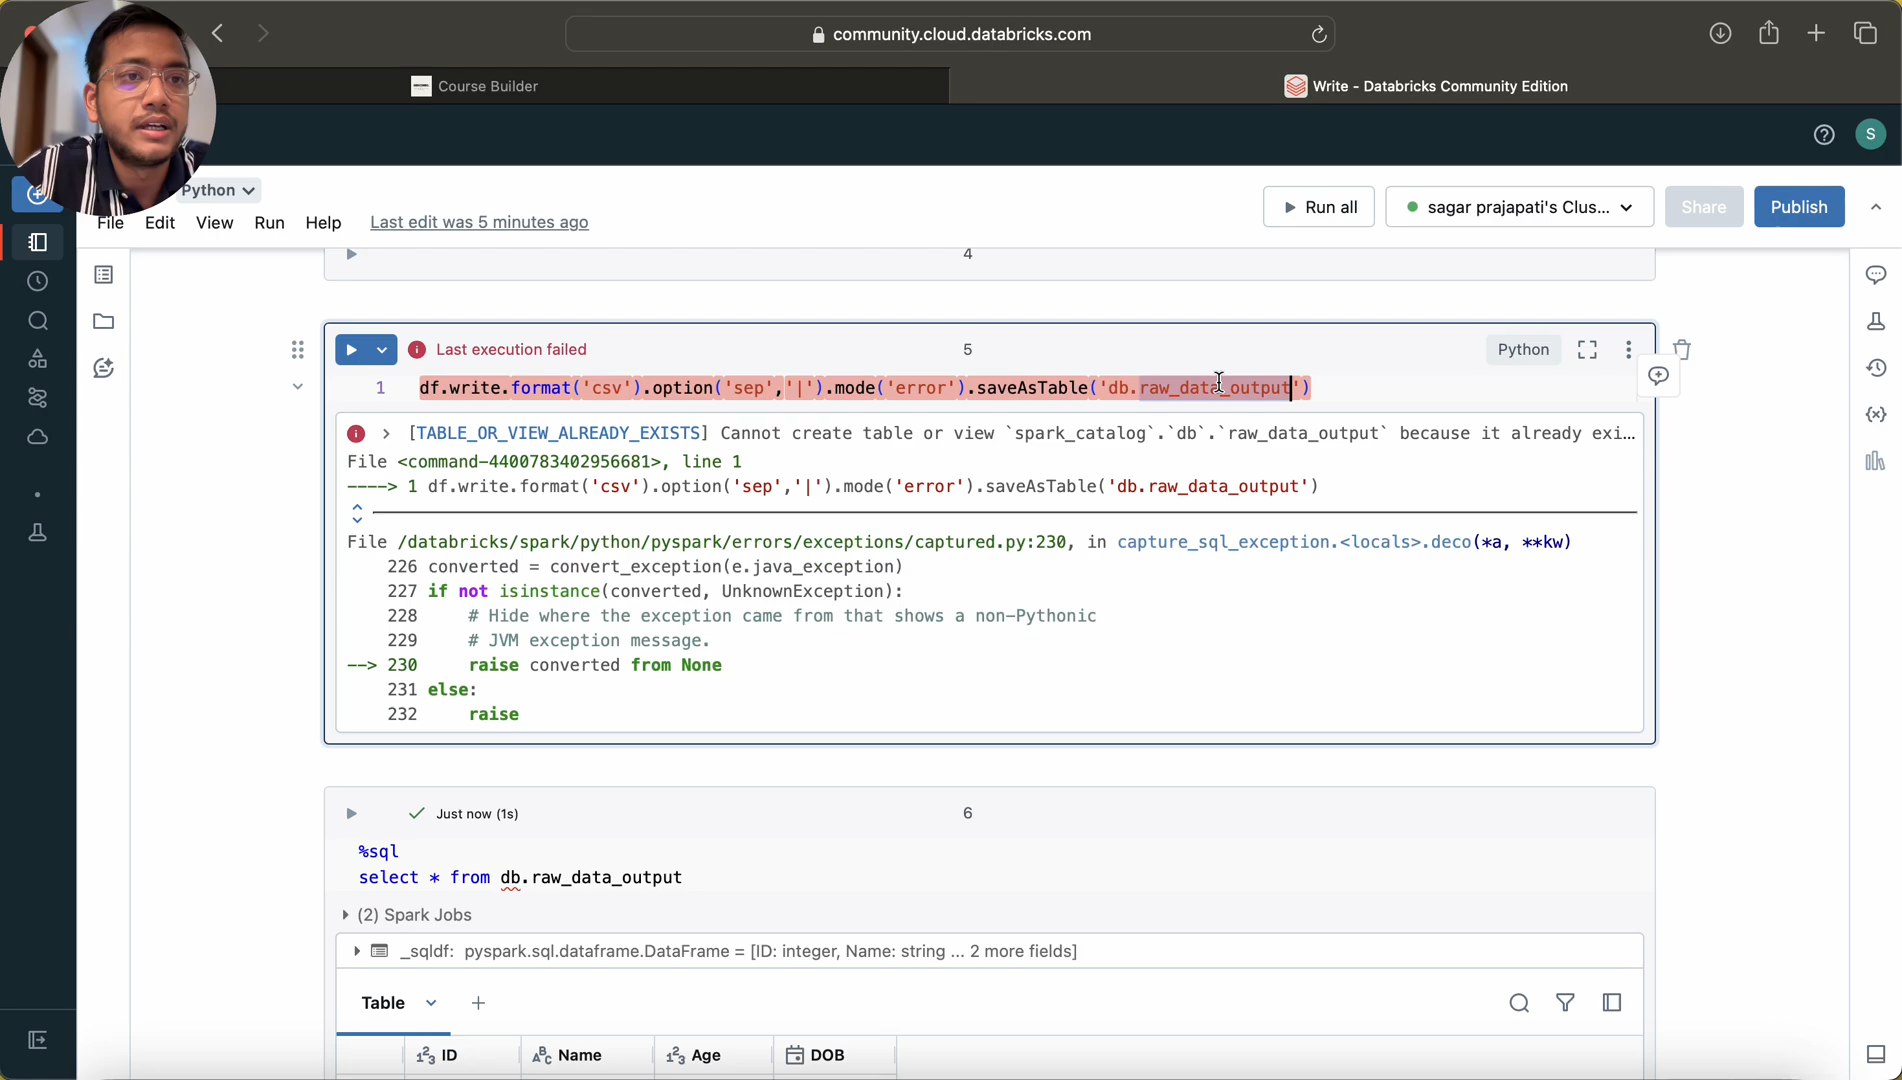 community.cloud.databricks.com
Course Builder
Write - Databricks Community Edition
S
Python
File Edit View Run Help Last edit was 5 minutes ago
Run all
sagar prajapati's Clus...
Share
Publish
4
Last execution failed
5
Python
1 df.write.format('csv').option('sep','|').mode('error').saveAsTable('db.raw_data_output')
[TABLE_OR_VIEW_ALREADY_EXISTS] Cannot create table or view `spark_catalog`.`db`.`raw_data_output` because it already exi...
File <command-4400783402956681>, line 1
----> 1 df.write.format('csv').option('sep','|').mode('error').saveAsTable('db.raw_data_output')
File /databricks/spark/python/pyspark/errors/exceptions/captured.py:230, in capture_sql_exception.<locals>.deco(*a, **kw)
226 converted = convert_exception(e.java_exception)
227 if not isinstance(converted, UnknownException):
228 # Hide where the exception came from that shows a non-Pythonic
229 # JVM exception message.
--> 230 raise converted from None
231 else:
232 raise
Just now (1s)
6
%sql
select * from db.raw_data_output
(2) Spark Jobs
_sqldf: pyspark.sql.dataframe.DataFrame = [ID: integer, Name: string ... 2 more fields]
Table
ID Name Age DOB